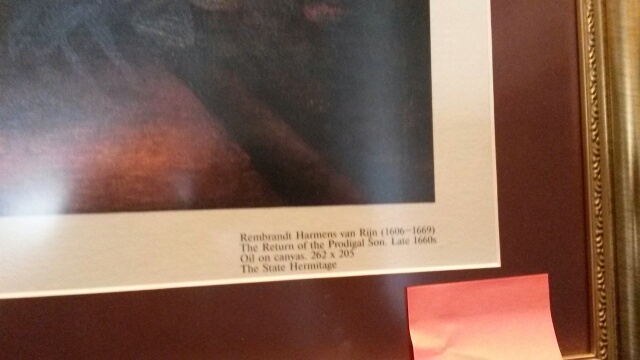 Rembrandt Harmens van Rijn (1606-1669)
The Return of the Prodigal Son. Late 1660s
Oil on canvas. 262 x 205
The State Hermitage